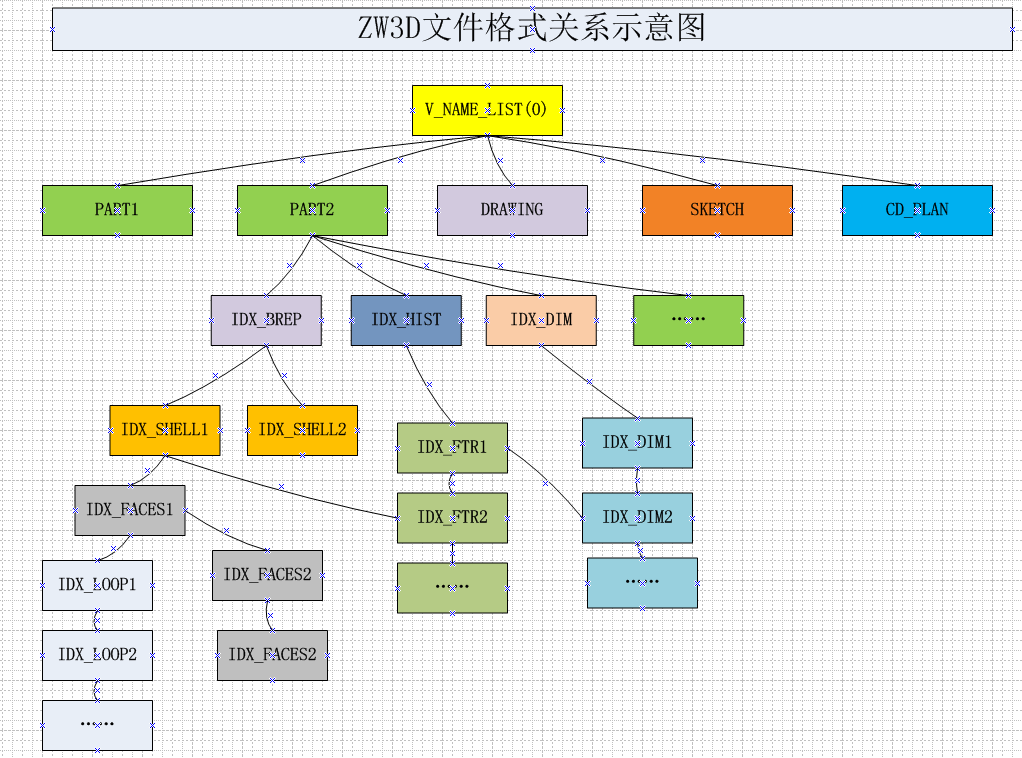 ZW3D文件格式关系示意图
V_NAME_LIST(0)
PART1
PART2
DRAWING
SKETCH
CD_PLAN
IDX_BREP
IDX_HIST
IDX_DIM
……
IDX_SHELL1
IDX_SHELL2
IDX_FTR1
IDX_DIM1
IDX_FACES1
IDX_FTR2
IDX_DIM2
IDX_LOOP1
IDX_FACES2
……
……
IDX_LOOP2
IDX_FACES2
……